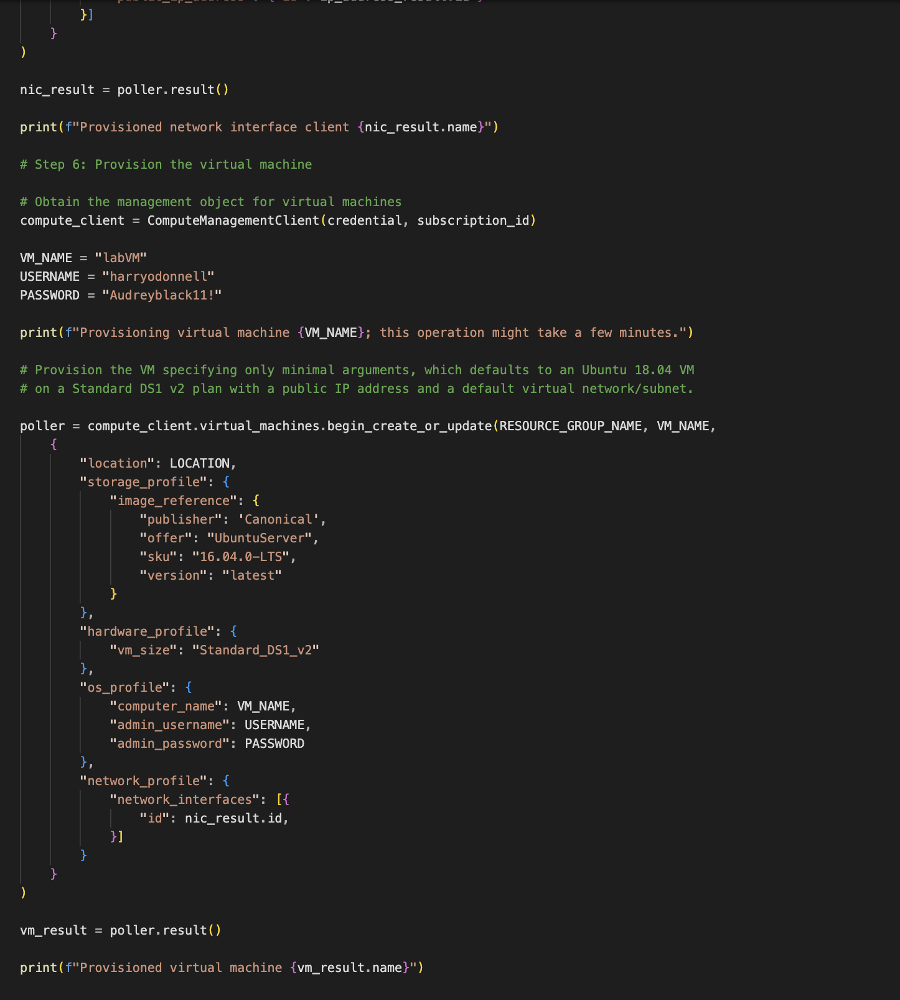 }]
}
)
nic_result = poller.result()
print(f"Provisioned network interface client {nic_result.name}")
# Step 6: Provision the virtual machine
# Obtain the management object for virtual machines
compute_client = ComputeManagementClient(credential, subscription_id)
VM_NAME = "labVM"
USERNAME = "harryodonnell"
PASSWORD = "Audreyblack11!"
print(f"Provisioning virtual machine {VM_NAME}; this operation might take a few minutes.")
# Provision the VM specifying only minimal arguments, which defaults to an Ubuntu 18.04 VM
# on a Standard DS1 v2 plan with a public IP address and a default virtual network/subnet.
poller = compute_client.virtual_machines.begin_create_or_update(RESOURCE_GROUP_NAME, VM_NAME,
{
"location": LOCATION,
"storage_profile": {
"image_reference": {
"publisher": 'Canonical',
"offer": "UbuntuServer",
"sku": "16.04.0-LTS",
"version": "latest"
}
},
"hardware_profile": {
"vm_size": "Standard_DS1_v2"
},
"os_profile": {
"computer_name": VM_NAME,
"admin_username": USERNAME,
"admin_password": PASSWORD
},
"network_profile": {
"network_interfaces": [{
"id": nic_result.id,
}]
}
}
)
vm_result = poller.result()
print(f"Provisioned virtual machine {vm_result.name}")